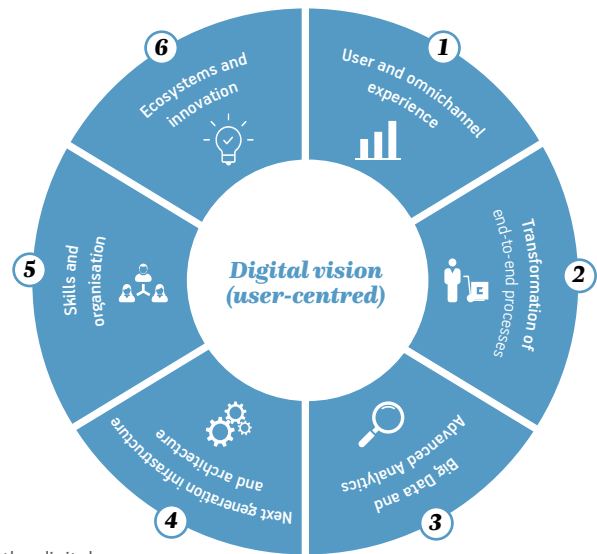 1
User and omnichannel
experience
2
Transformation of
end-to-end processes
3
Big Data and
Advanced Analytics
4
Next generation infrastructure
and architecture
5
Skills and
organisation
6
Ecosystems and
innovation
Digital vision
(user-centred)